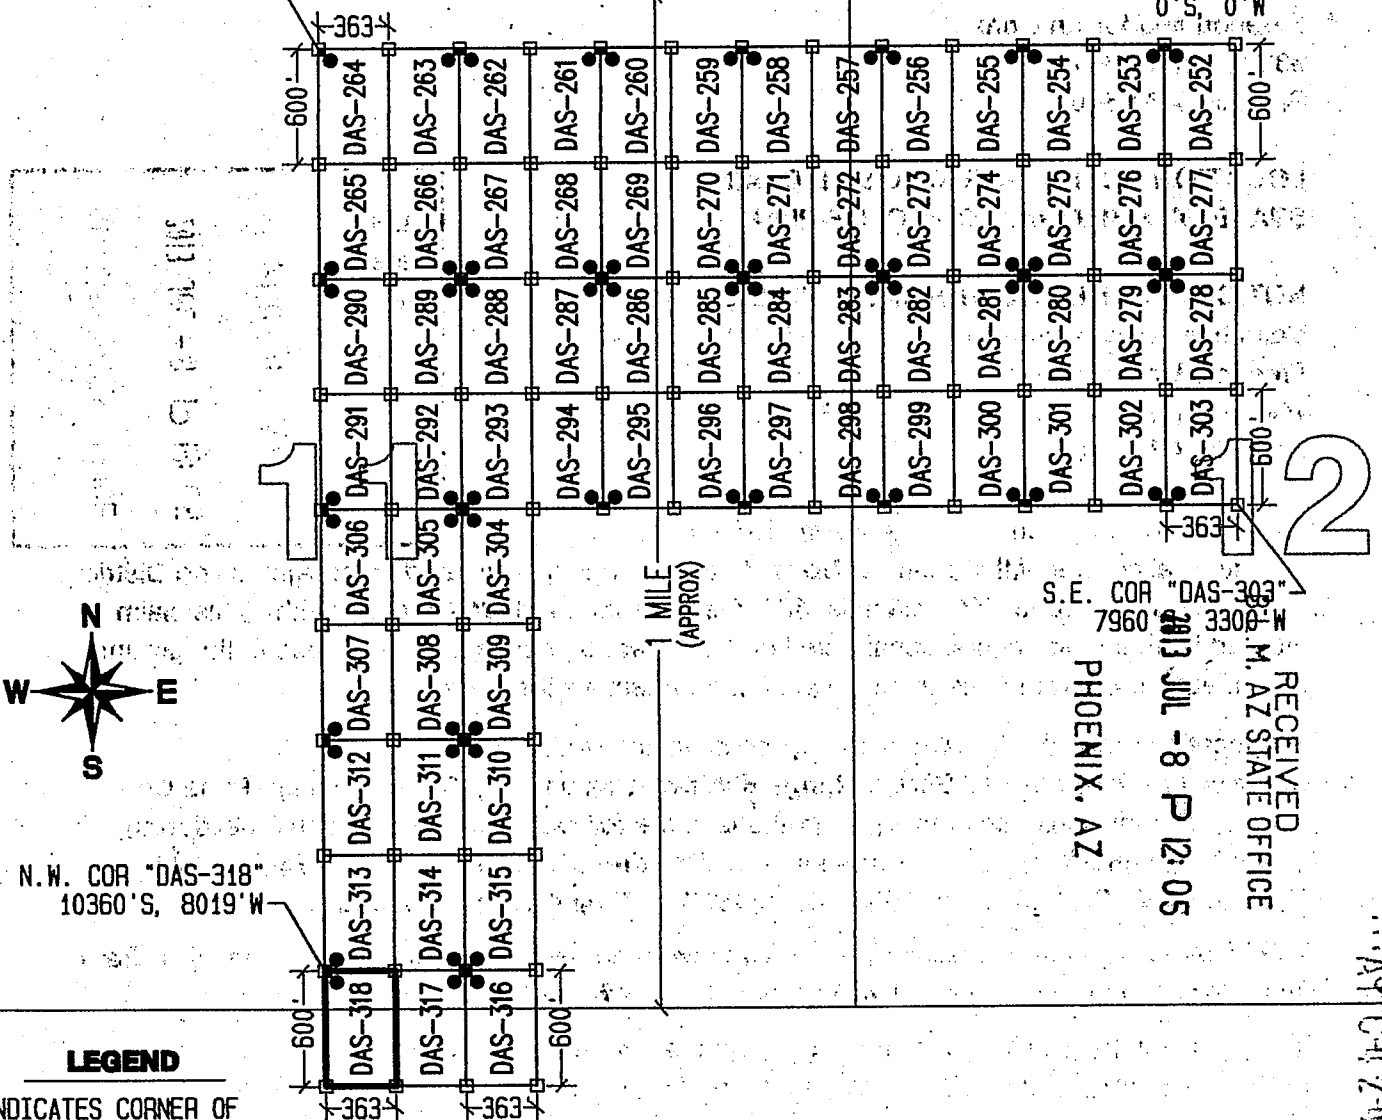 0'S, 0'W
363
600'
600'
DAS-264 DAS-263 DAS-262 DAS-261 DAS-260 DAS-259 DAS-258 DAS-257 DAS-256 DAS-255 DAS-254 DAS-253 DAS-252
DAS-265 DAS-266 DAS-267 DAS-268 DAS-269 DAS-270 DAS-271 DAS-272 DAS-273 DAS-274 DAS-275 DAS-276 DAS-277
DAS-290 DAS-289 DAS-288 DAS-287 DAS-286 DAS-285 DAS-284 DAS-283 DAS-282 DAS-281 DAS-280 DAS-279 DAS-278
DAS-291 DAS-292 DAS-293 DAS-294 DAS-295 DAS-296 DAS-297 DAS-298 DAS-299 DAS-300 DAS-301 DAS-302 DAS-303
600'
11
12
363
DAS-306 DAS-305 DAS-304
1 MILE
(APPROX)
S.E. COR "DAS-303"
7960'S, 3300'W
N
W E
S
DAS-307 DAS-308 DAS-309
RECEIVED
B.L.M. AZ STATE OFFICE
2013 JUL -8 P 12: 05
PHOENIX, AZ
DAS-312 DAS-311 DAS-310
N.W. COR "DAS-318"
10360'S, 8019'W
DAS-313 DAS-314 DAS-315
600'
DAS-318 DAS-317 DAS-316
600'
LEGEND
NDICATES CORNER OF
363 363